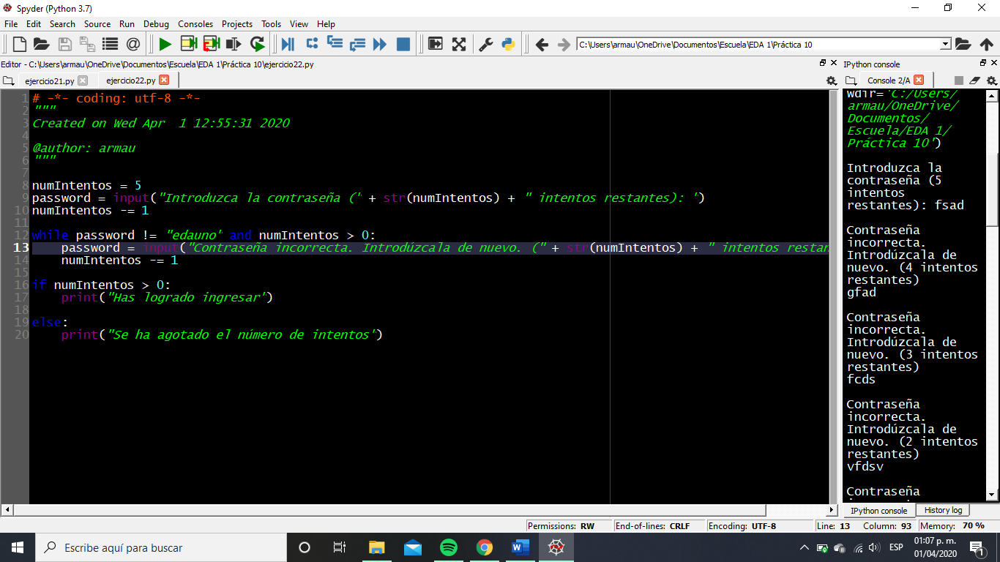 Spyder (Python 3.7)
File Edit Search Source Run Debug Consoles Projects Tools View Help
C:\Users\armau\OneDrive\Documentos\Escuela\EDA 1\Práctica 10
Editor - C:\Users\armau\OneDrive\Documentos\Escuela\EDA 1\Práctica 10\ejercicio22.py
ejercicio21.py ejercicio22.py
1 # -*- coding: utf-8 -*-
2 """
3 Created on Wed Apr  1 12:55:31 2020
4
5 @author: armau
6 """
7
8 numIntentos = 5
9 password = input("Introduzca la contraseña (" + str(numIntentos) + " intentos restantes): ")
10 numIntentos -= 1
11
12 while password != "edauno" and numIntentos > 0:
13     password = input("Contraseña incorrecta. Introdúzcala de nuevo. (" + str(numIntentos) + " intentos restan
14     numIntentos -= 1
15
16 if numIntentos > 0:
17     print("Has logrado ingresar")
18
19 else:
20     print("Se ha agotado el número de intentos")
IPython console
Console 2/A
wdir='C:/Users/
armau/OneDrive/
Documentos/
Escuela/EDA 1/
Práctica 10')
Introduzca la
contraseña (5
intentos
restantes): fsad
Contraseña
incorrecta.
Introdúzcala de
nuevo. (4 intentos
restantes)
gfad
Contraseña
incorrecta.
Introdúzcala de
nuevo. (3 intentos
restantes)
fcds
Contraseña
incorrecta.
Introdúzcala de
nuevo. (2 intentos
restantes)
vfdsv
Contraseña
IPython console History log
Permissions: RW End-of-lines: CRLF Encoding: UTF-8 Line: 13 Column: 93 Memory: 70 %
Escribe aquí para buscar
ESP
01:07 p. m.
01/04/2020
1